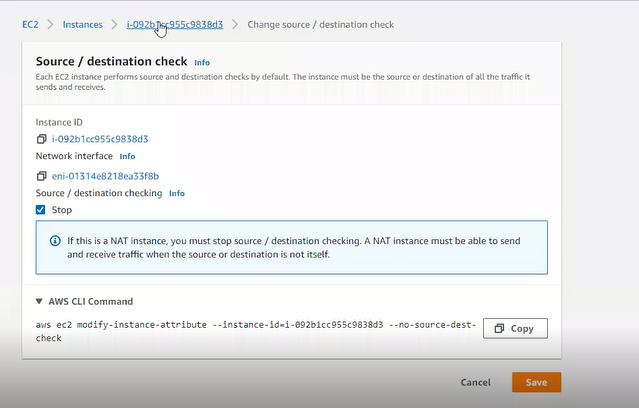 EC2 > Instances > i-092b1cc955c9838d3 > Change source / destination check
Source / destination check Info
Each EC2 instance performs source and destination checks by default. The instance must be the source or destination of all the traffic it
sends and receives.
Instance ID
i-092b1cc955c9838d3
Network interface Info
eni-01314e8218ea33f8b
Source / destination checking Info
Stop
If this is a NAT instance, you must stop source / destination checking. A NAT instance must be able to send
and receive traffic when the source or destination is not itself.
AWS CLI Command
aws ec2 modify-instance-attribute --instance-id=i-092b1cc955c9838d3 --no-source-dest-
check
Copy
Cancel
Save